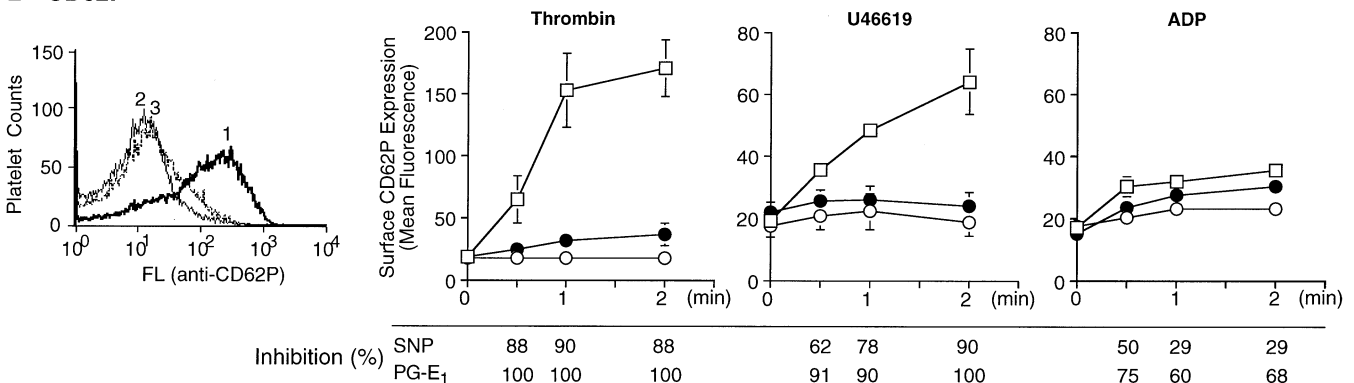 Thrombin
U46619
ADP
Platelet Counts
150
100
50
0
2
3
1
10^0
10^1
10^2
10^3
10^4
FL (anti-CD62P)
Surface CD62P Expression
(Mean Fluorescence)
200
150
100
50
0
0
1
2
(min)
80
60
40
20
0
0
1
2
(min)
80
60
40
20
0
0
1
2
(min)
Inhibition (%)
SNP 88 90 88 62 78 90 50 29 29
PG-E1 100 100 100 91 90 100 75 60 68